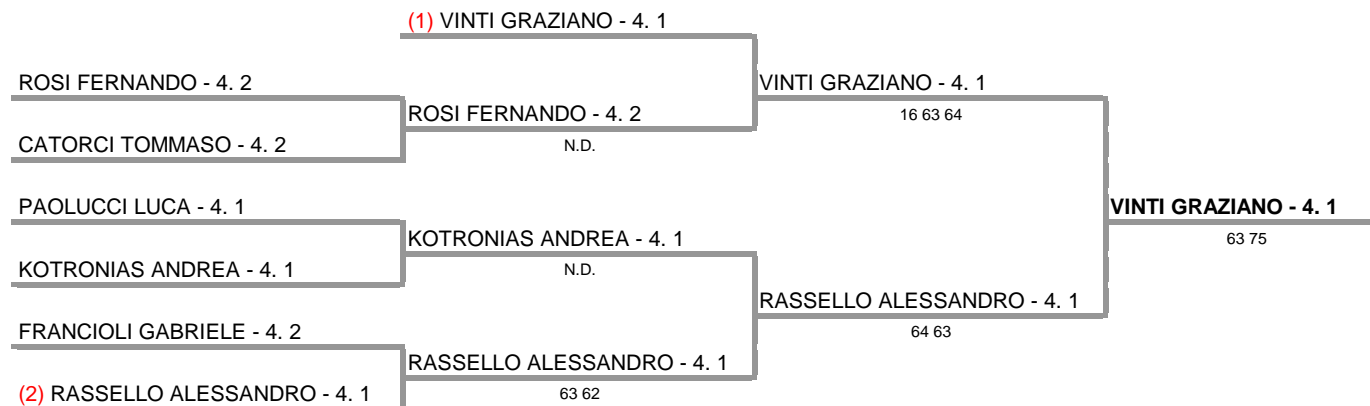 (1) VINTI GRAZIANO - 4. 1
ROSI FERNANDO - 4. 2
VINTI GRAZIANO - 4. 1
ROSI FERNANDO - 4. 2
16 63 64
CATORCI TOMMASO - 4. 2
N.D.
PAOLUCCI LUCA - 4. 1
VINTI GRAZIANO - 4. 1
KOTRONIAS ANDREA - 4. 1
63 75
KOTRONIAS ANDREA - 4. 1
N.D.
RASSELLO ALESSANDRO - 4. 1
FRANCIOLI GABRIELE - 4. 2
64 63
RASSELLO ALESSANDRO - 4. 1
(2) RASSELLO ALESSANDRO - 4. 1
63 62